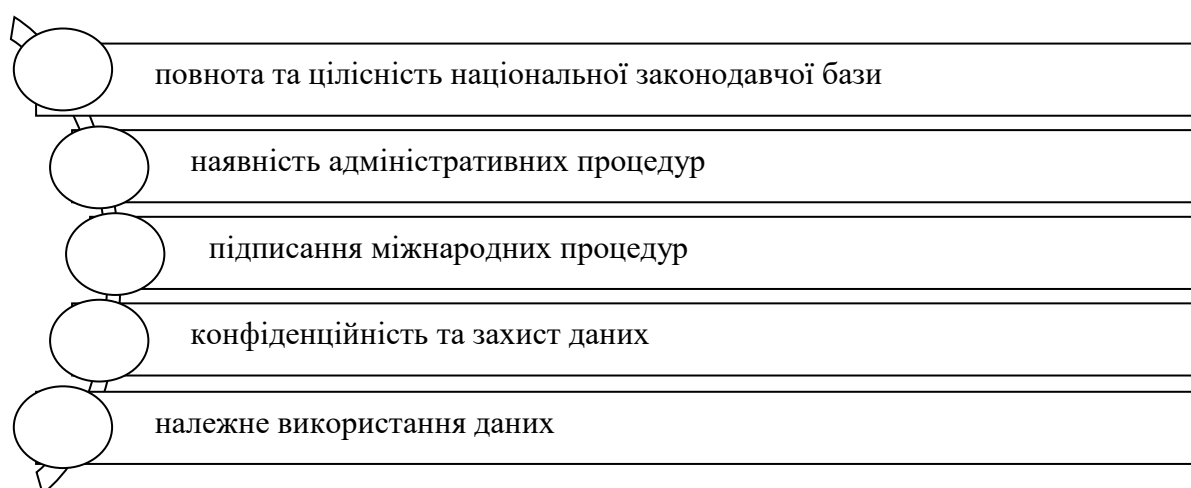 повнота та цілісність національної законодавчої бази
наявність адміністративних процедур
підписання міжнародних процедур
конфіденційність та захист даних
належне використання даних